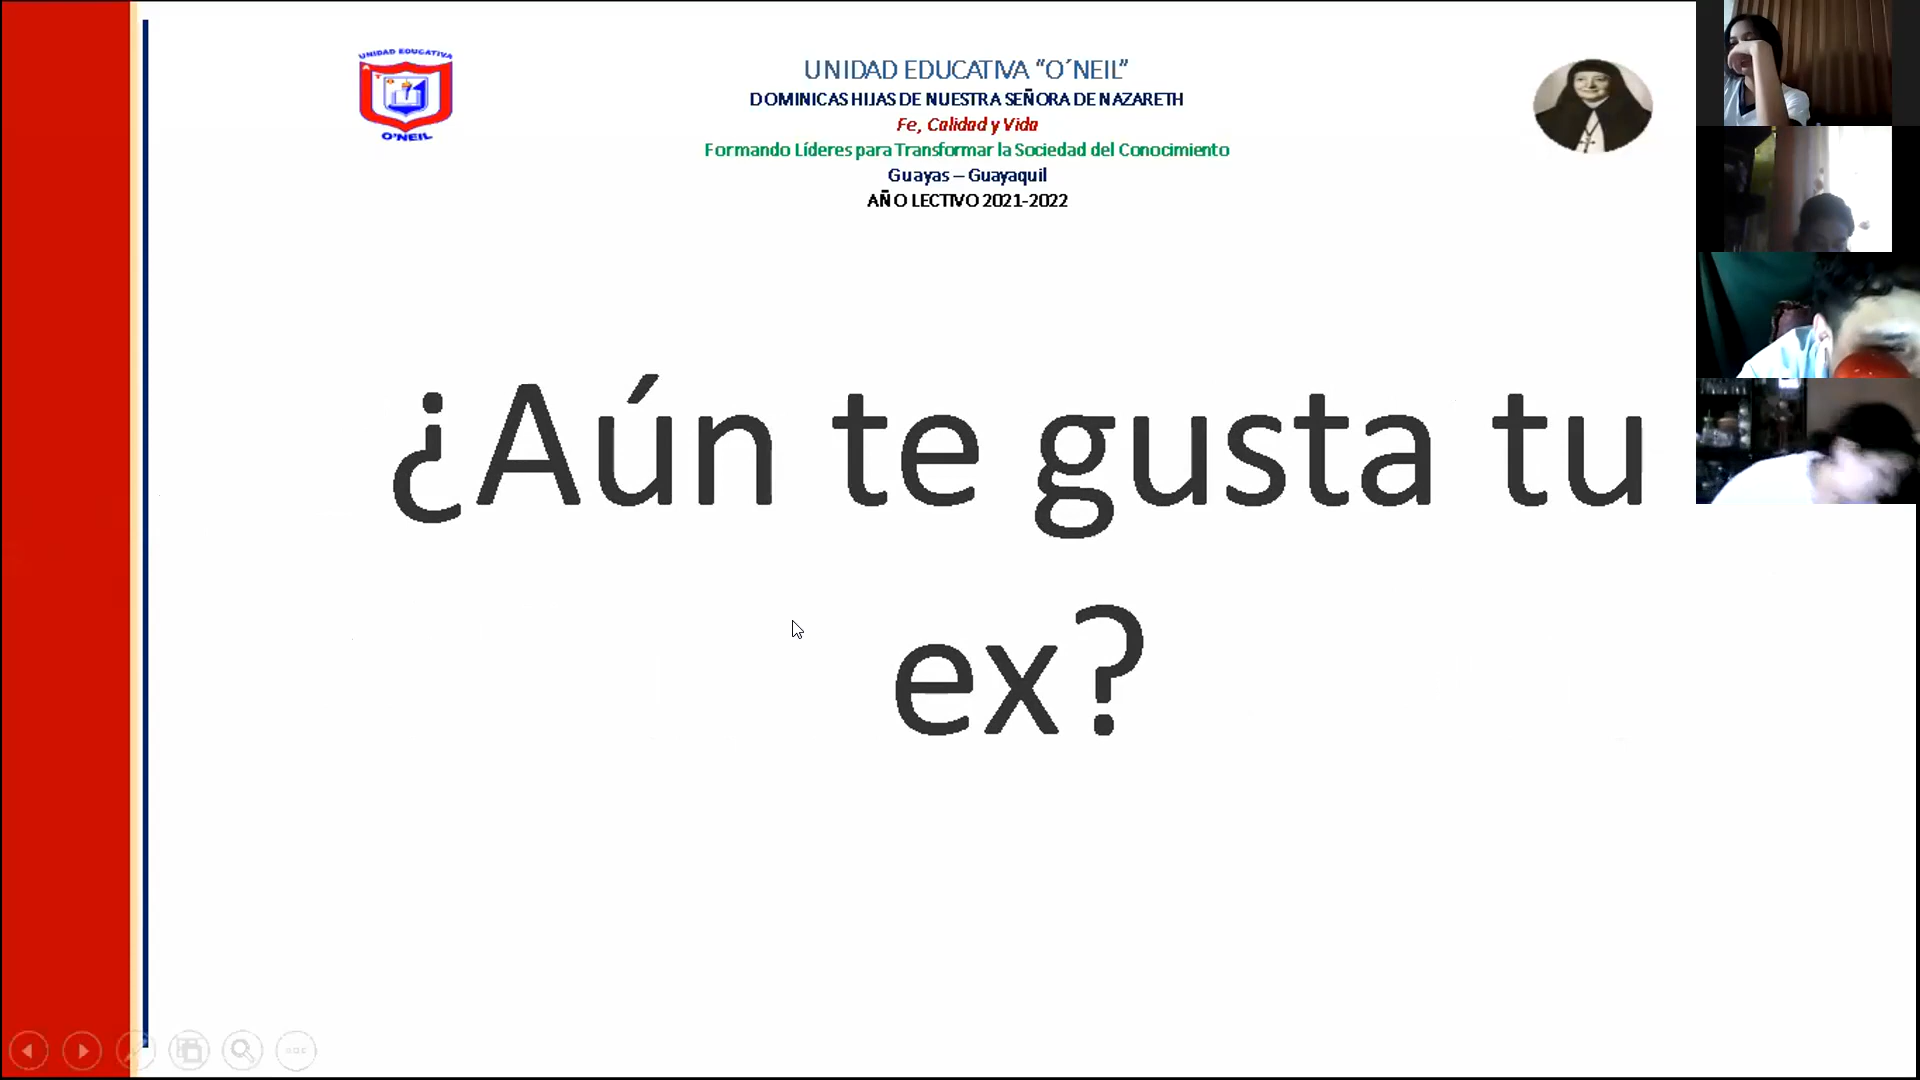 UNIDAD EDUCATIVA
O'NEIL
UNIDAD EDUCATIVA “O´NEIL”
DOMINICAS HIJAS DE NUESTRA SEÑORA DE NAZARETH
Fe, Calidad y Vida
Formando Líderes para Transformar la Sociedad del Conocimiento
Guayas – Guayaquil
AÑO LECTIVO 2021-2022
¿Aún te gusta tu
ex?